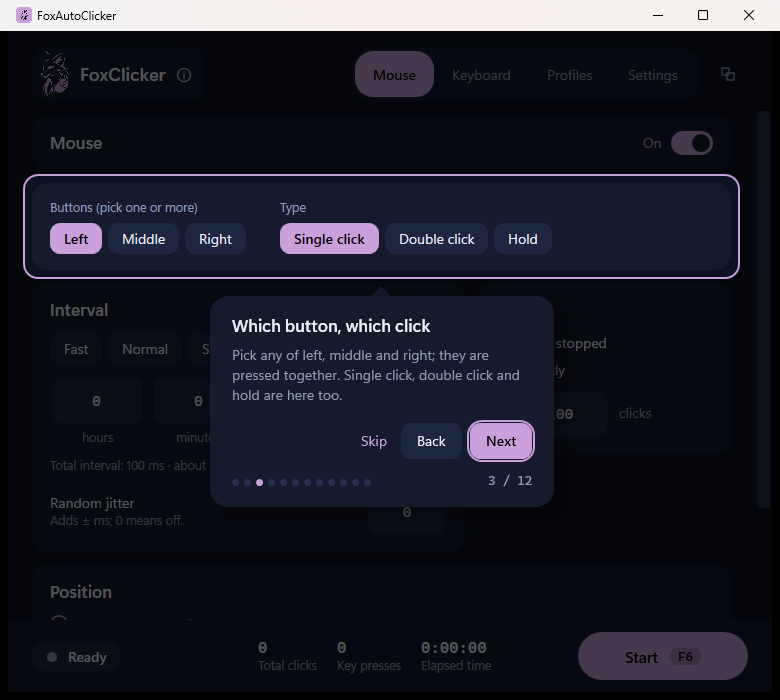 FoxAutoClicker
FoxClicker
Mouse
Keyboard
Profiles
Settings
Mouse
On
Buttons (pick one or more)
Type
Left
Middle
Right
Single click
Double click
Hold
Interval
Fast
Normal
stopped
0
0
00
clicks
hours
Total interval: 100 ms · about
Random jitter
Adds ± ms; 0 means off.
0
Which button, which click
Pick any of left, middle and right; they are
pressed together. Single click, double click and
hold are here too.
Skip
Back
Next
3 / 12
Position
Ready
0
Total clicks
0
Key presses
0:00:00
Elapsed time
Start
F6